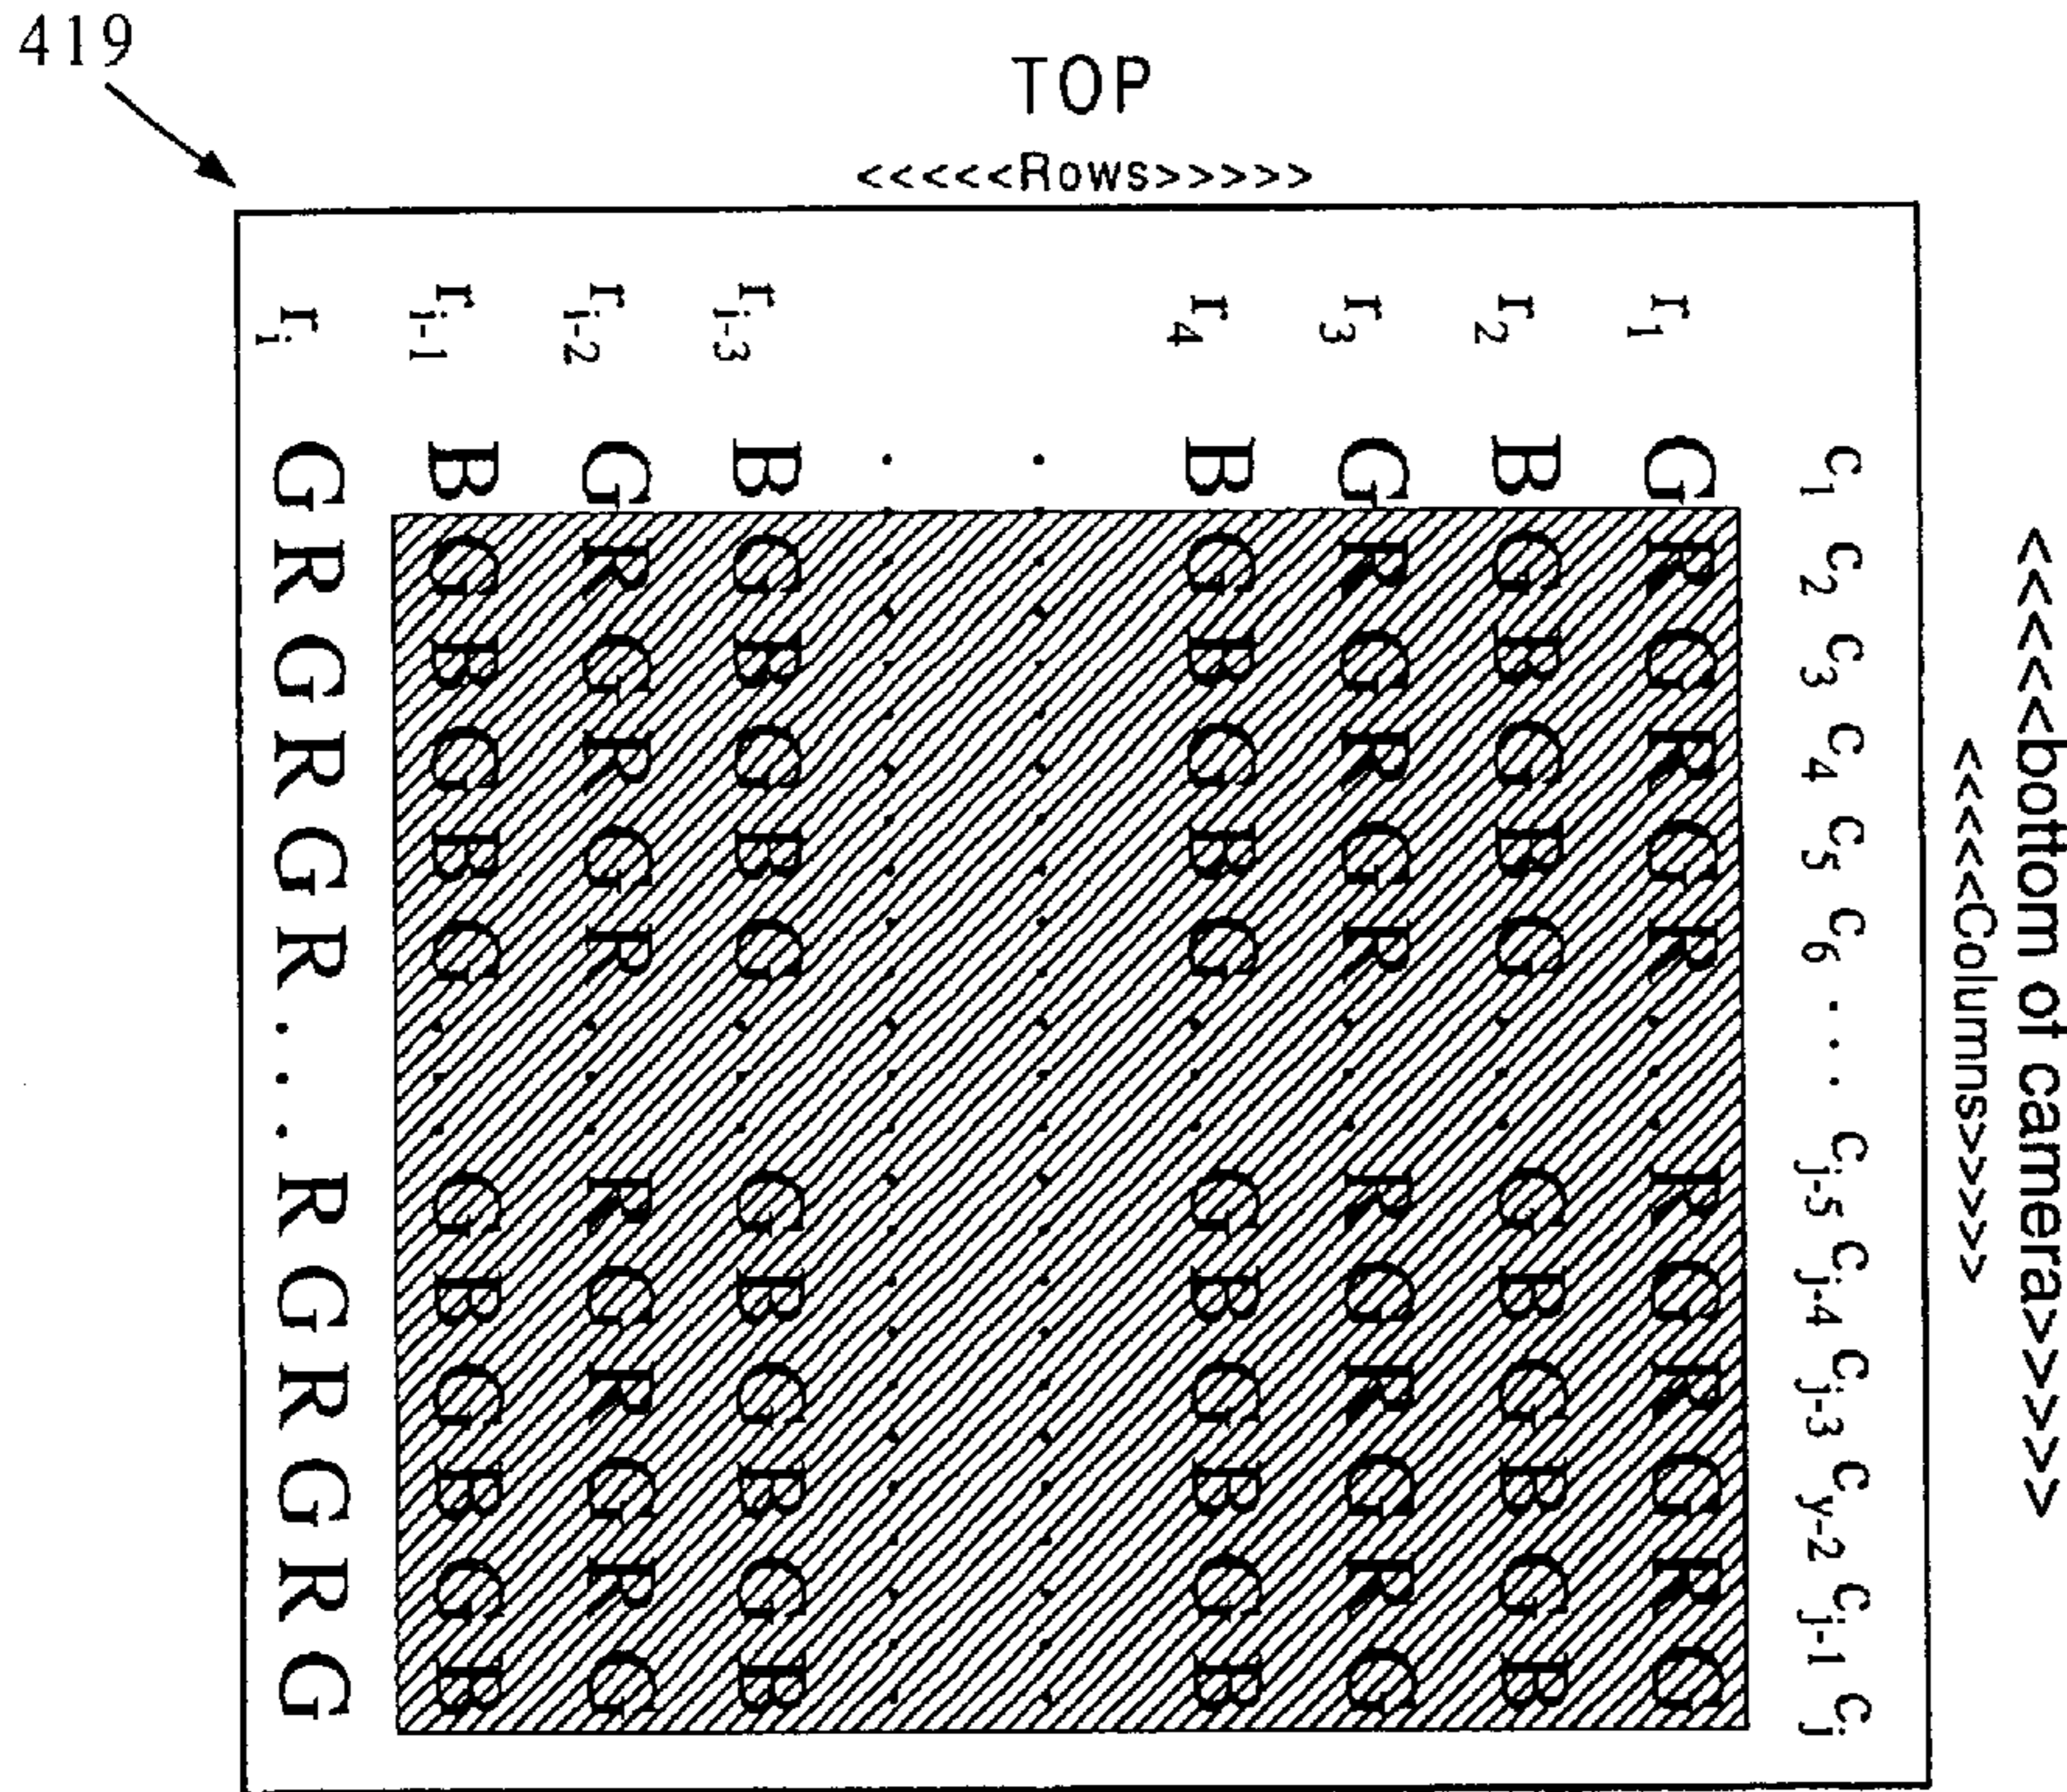 419
TOP
<<<<<Rows>>>>>
<<<<<bottom of camera>>>>>
<<<<<Columns>>>>>
c1 c2 c3 c4 c5 c6 . . . cj-5 cj-4 cj-3 cy-2 cj-1 cj
r1 G R G R G R . . . R G R G R G
r2 B G B G B G . . . G B G B G B
r3 G R G R G R . . . R G R G R G
r4 B G B G B G . . . G B G B G B
ri-3 B G B G B G . . . G B G B G B
ri-2 G R G R G R . . . R G R G R G
ri-1 B G B G B G . . . G B G B G B
ri G R G R G R . . . R G R G R G